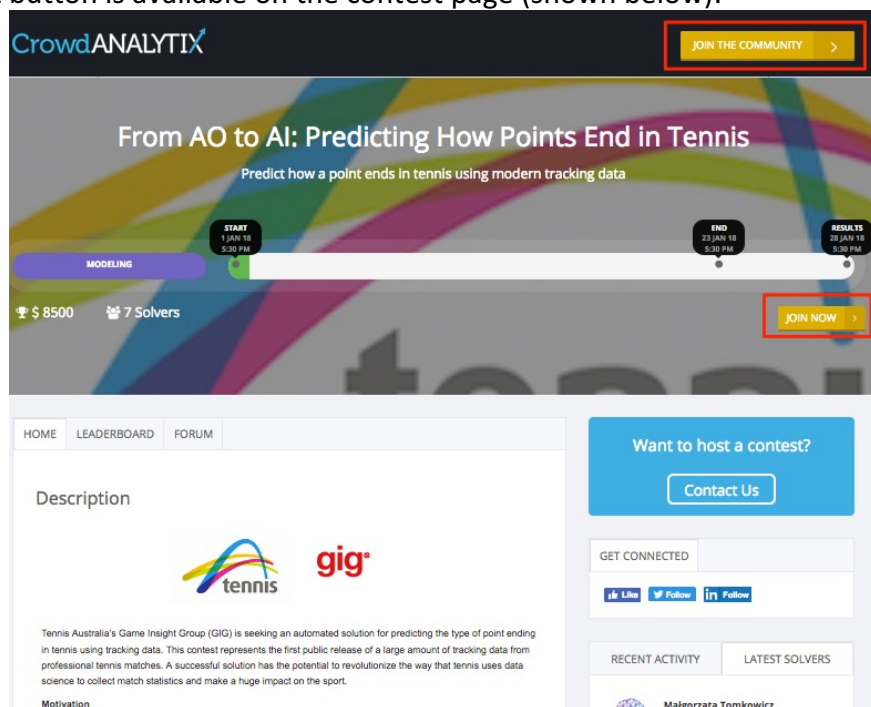 button is available on the contest page (shown below).
CrowdANALYTIX
JOIN THE COMMUNITY >
From AO to AI: Predicting How Points End in Tennis
Predict how a point ends in tennis using modern tracking data
START
1 JAN 18
5:30 PM
END
23 JAN 18
5:30 PM
RESULTS
28 JAN 18
5:30 PM
MODELING
$ 8500
7 Solvers
JOIN NOW >
tenni
HOME
LEADERBOARD
FORUM
Want to host a contest?
Contact Us
Description
tennis
gig
GET CONNECTED
Like
Follow
in Follow
Tennis Australia's Game Insight Group (GIG) is seeking an automated solution for predicting the type of point ending
in tennis using tracking data. This contest represents the first public release of a large amount of tracking data from
professional tennis matches. A successful solution has the potential to revolutionize the way that tennis uses data
science to collect match statistics and make a huge impact on the sport.
RECENT ACTIVITY
LATEST SOLVERS
Motivation
Małgorzata Tomkowicz